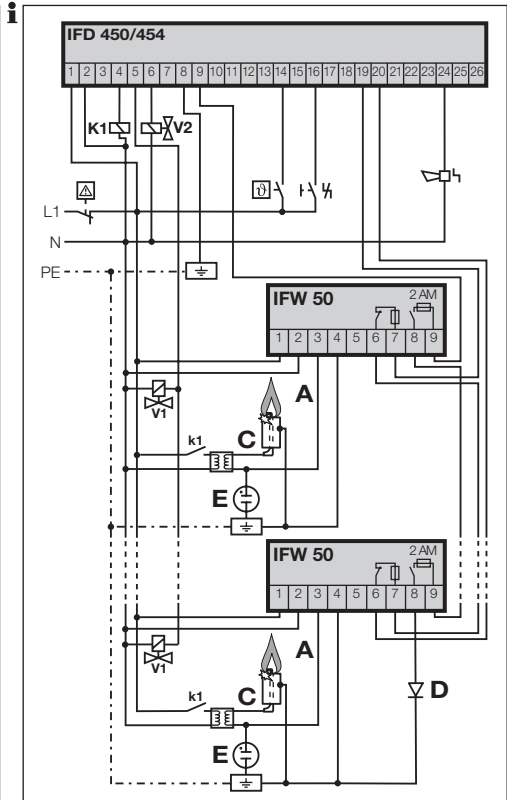 i
IFD 450/454
1 2 3 4 5 6 7 8 9 10 11 12 13 14 15 16 17 18 19 20 21 22 23 24 25 26
K1 V2
ϑ
L1
N
PE
IFW 50
2 AM
1 2 3 4 5 6 7 8 9
V1
A
k1
C
E
IFW 50
2 AM
1 2 3 4 5 6 7 8 9
V1
A
k1
C
D
E